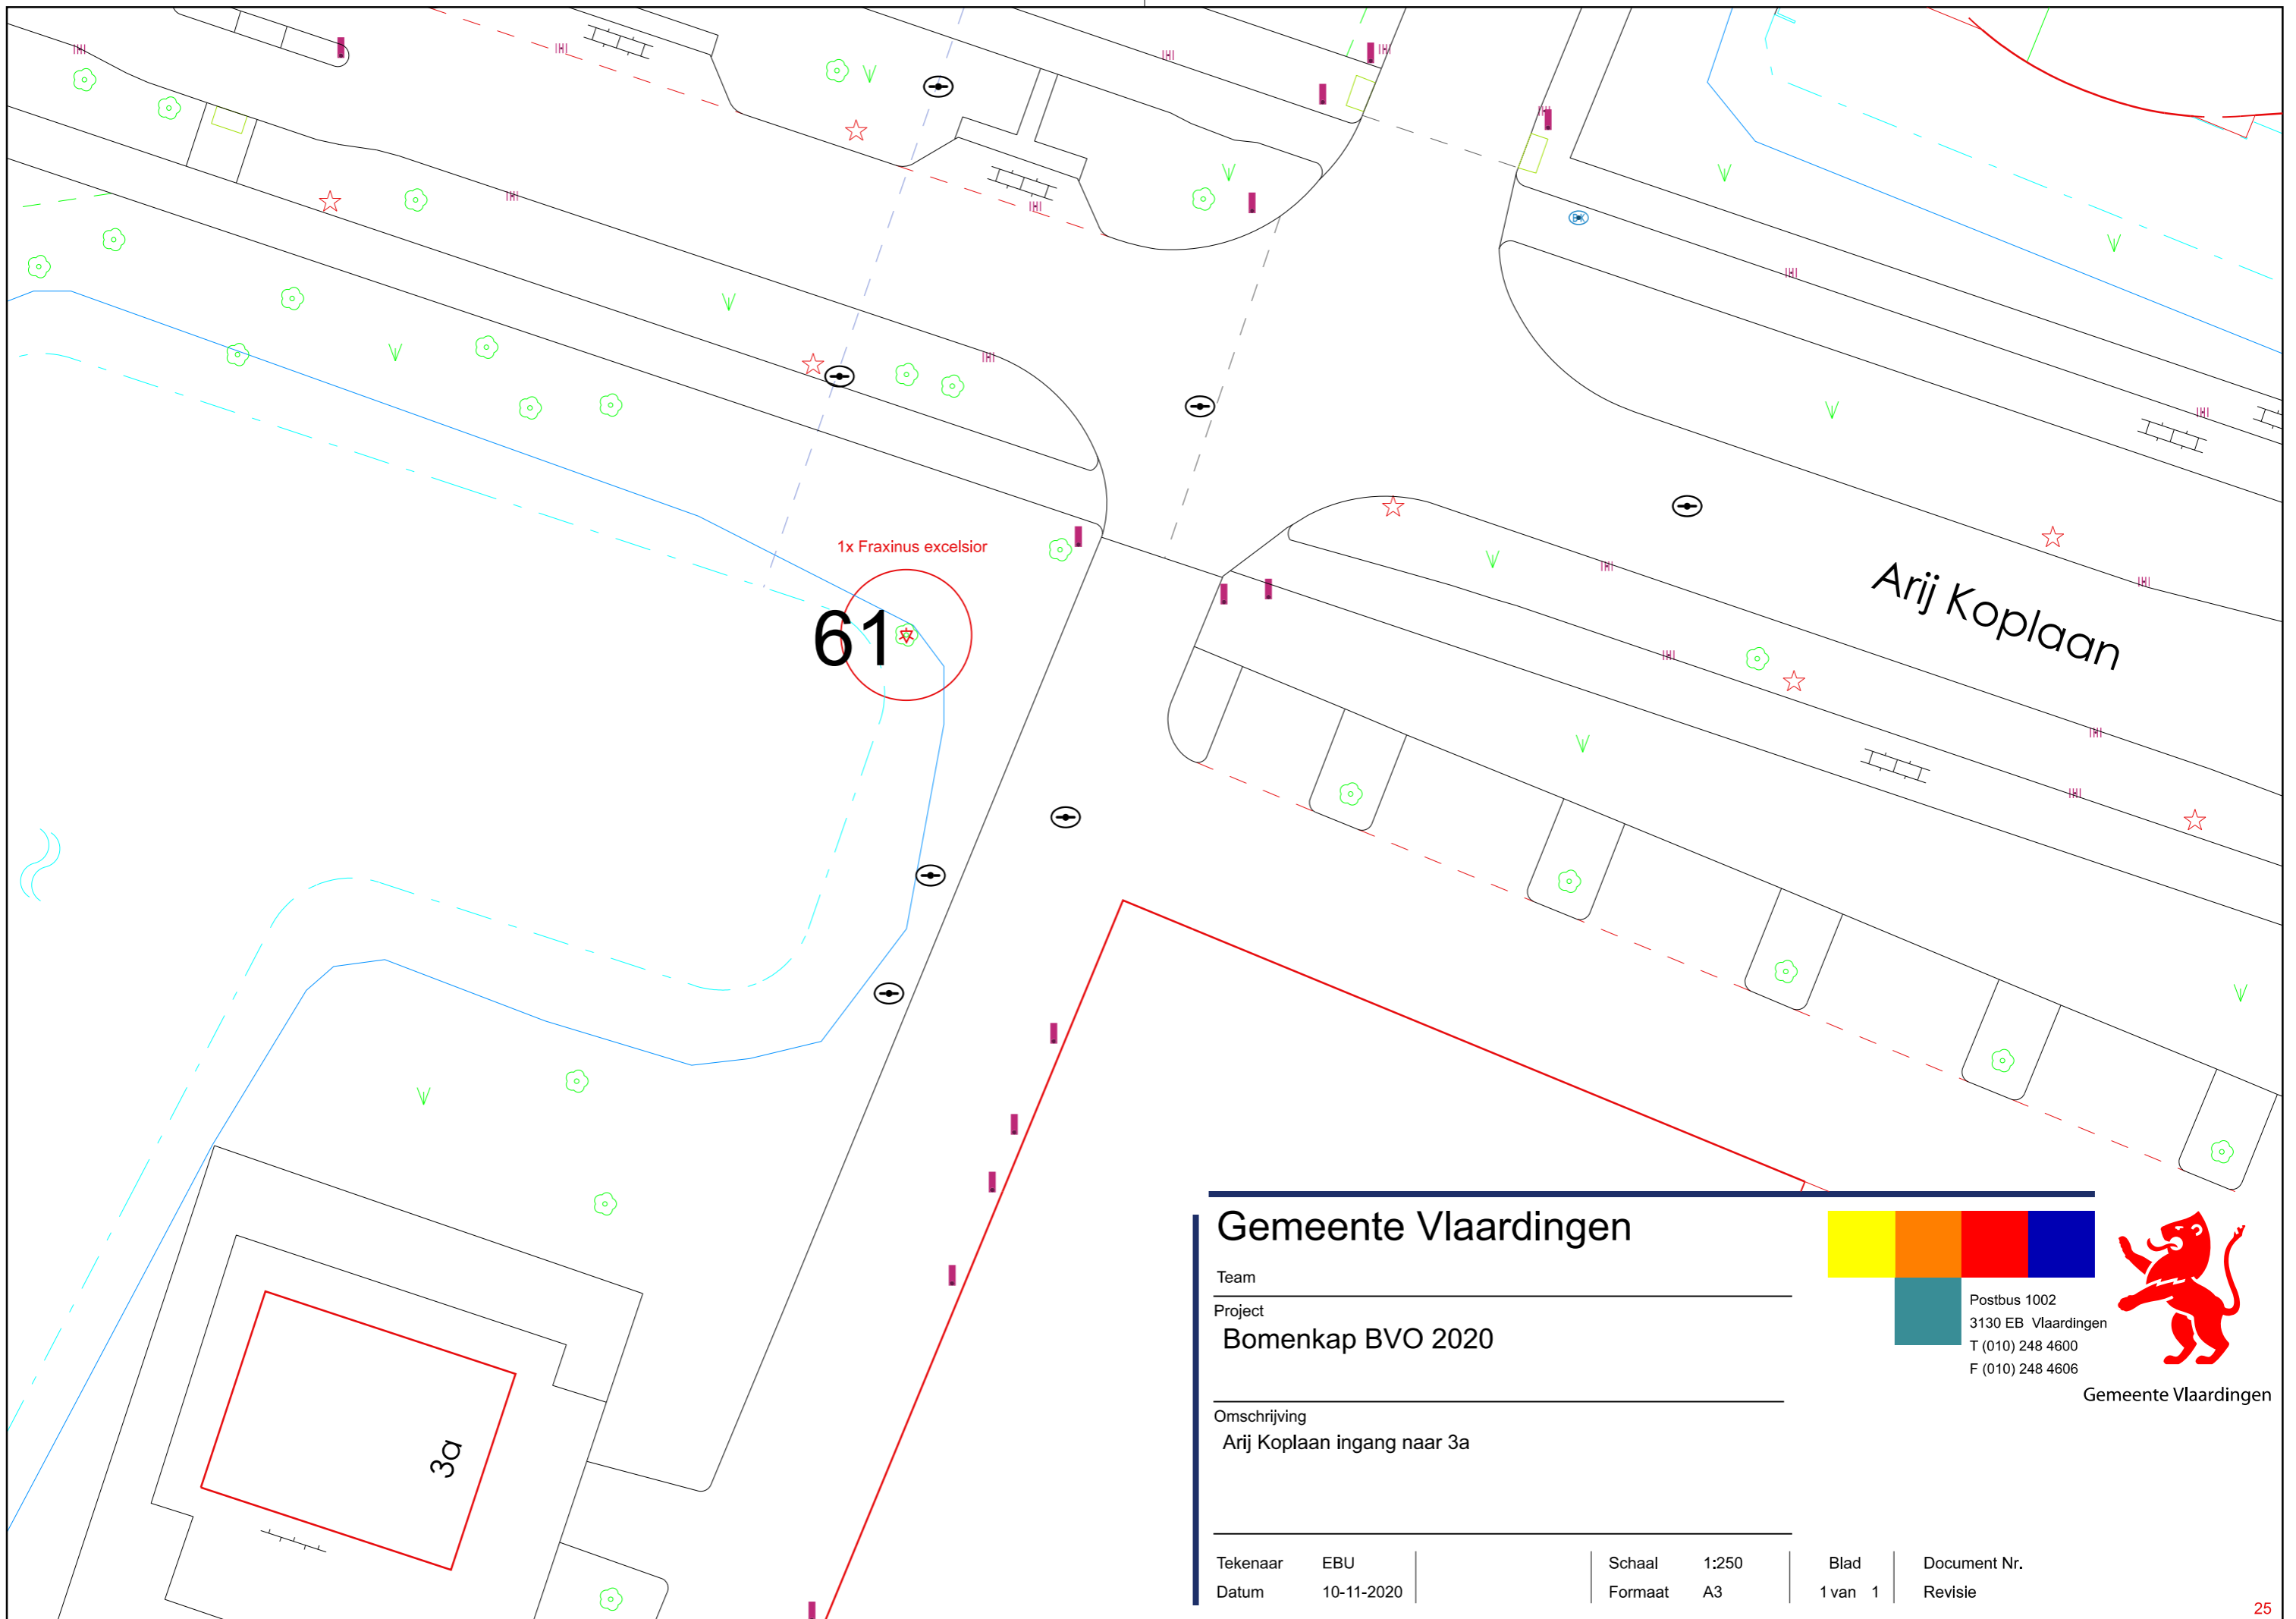 1x Fraxinus excelsior
61
Arij Koplaan
3a
Gemeente Vlaardingen
Team
Project
Bomenkap BVO 2020
Omschrijving
Arij Koplaan ingang naar 3a
Postbus 1002
3130 EB Vlaardingen
T (010) 248 4600
F (010) 248 4606
Gemeente Vlaardingen
Tekenaar EBU Schaal 1:250 Blad Document Nr.
Datum 10-11-2020 Formaat A3 1 van 1 Revisie
25